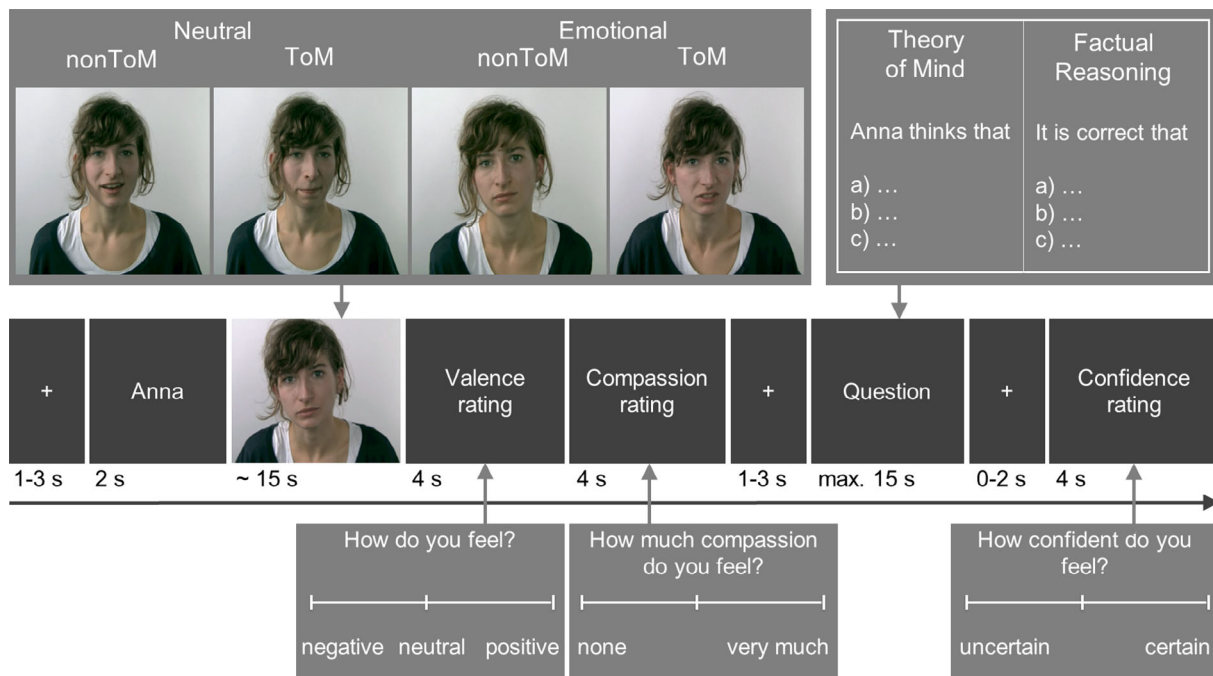 Neutral
Emotional
nonToM
ToM
nonToM
ToM
Theory
of Mind
Factual
Reasoning
Anna thinks that
It is correct that
a) ...
b) ...
c) ...
a) ...
b) ...
c) ...
+
Anna
Valence
rating
Compassion
rating
+
Question
+
Confidence
rating
1-3 s
2 s
~ 15 s
4 s
4 s
1-3 s
max. 15 s
0-2 s
4 s
How do you feel?
negative
neutral
positive
How much compassion
do you feel?
none
very much
How confident do you
feel?
uncertain
certain